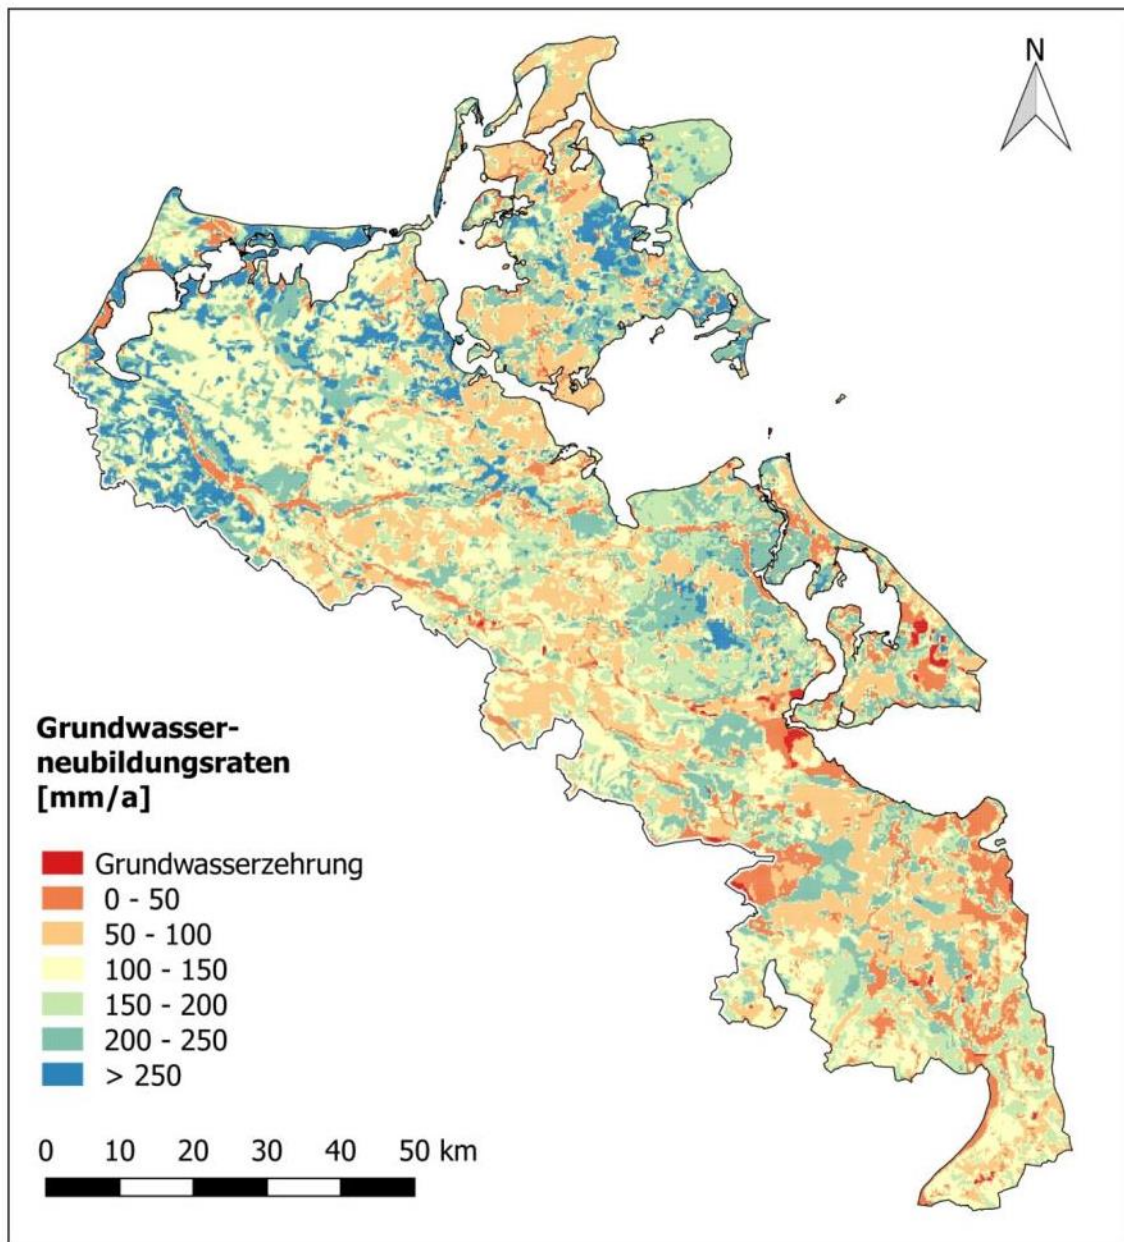 N
Grundwasser-
neubildungsraten
[mm/a]
Grundwasserzehrung
0 - 50
50 - 100
100 - 150
150 - 200
200 - 250
> 250
0 10 20 30 40 50 km